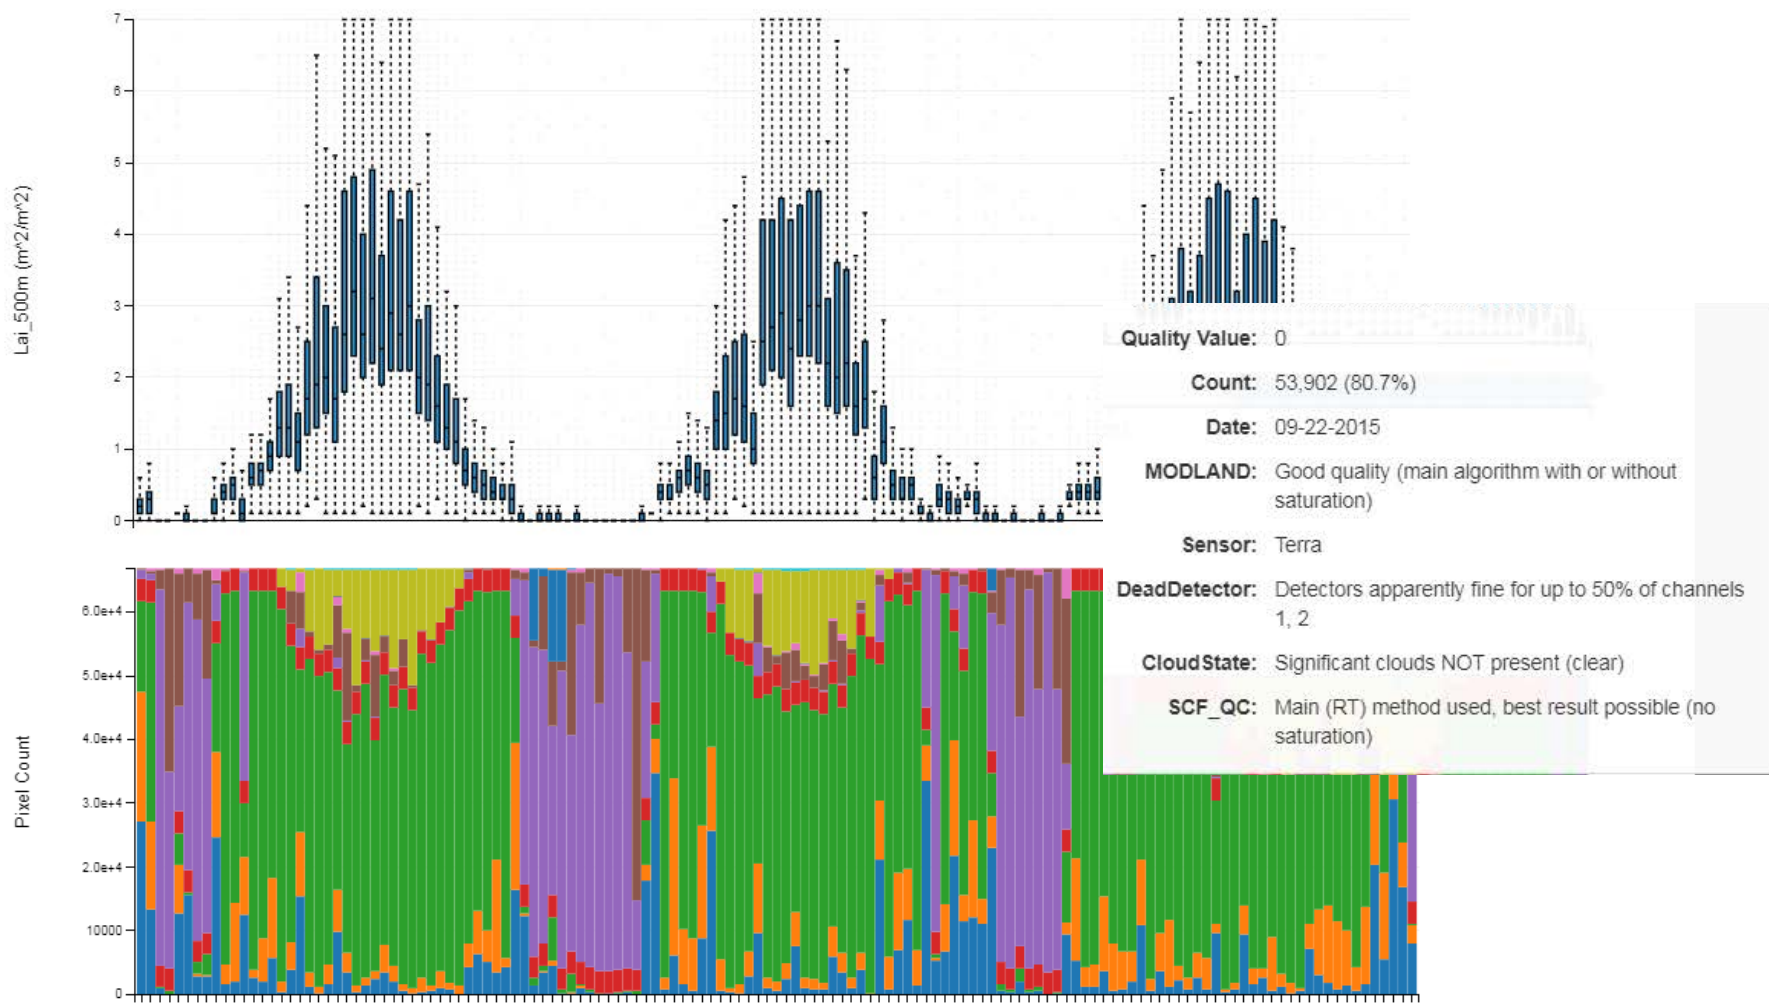 7
6
5
4
3
2
1
0
Lai_500m (m^2/m^2)
6.0e+4
5.0e+4
4.0e+4
3.0e+4
2.0e+4
10000
0
Pixel Count
Quality Value: 0
Count: 53,902 (80.7%)
Date: 09-22-2015
MODLAND: Good quality (main algorithm with or without
saturation)
Sensor: Terra
DeadDetector: Detectors apparently fine for up to 50% of channels
1, 2
CloudState: Significant clouds NOT present (clear)
SCF_QC: Main (RT) method used, best result possible (no
saturation)